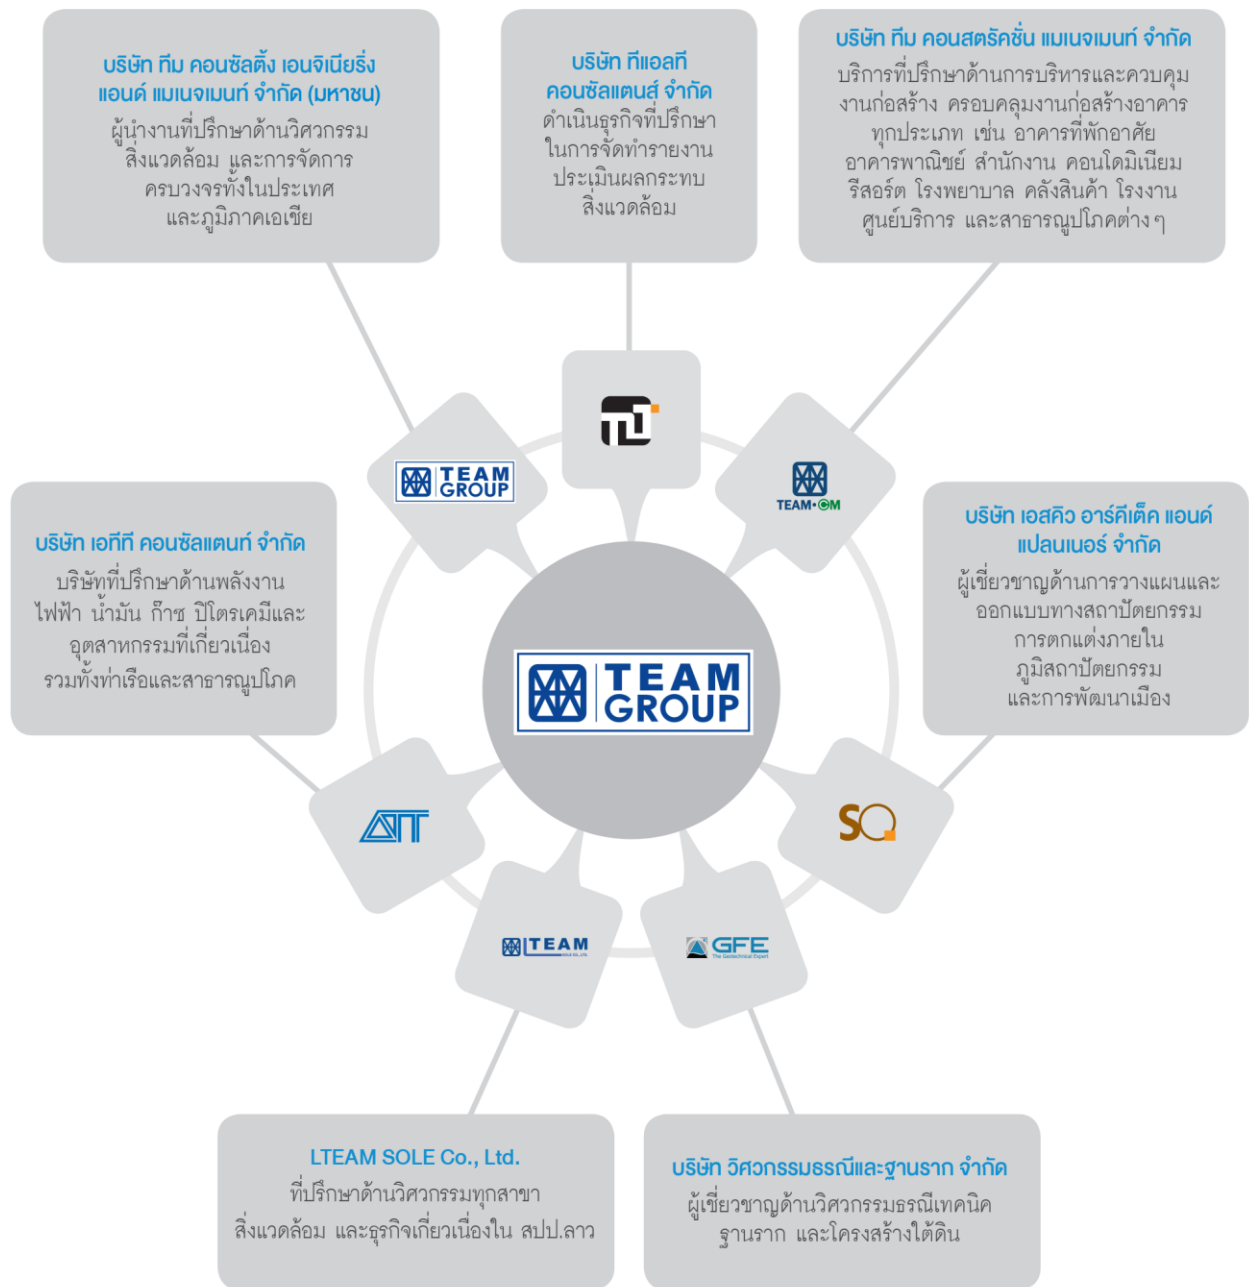 บริษัท ทีม คอนซัลติ้ง เอนจิเนียริ่ง
แอนด์ แมเนจเมนท์ จำกัด (มหาชน)
ผู้นำงานที่ปรึกษาด้านวิศวกรรม
สิ่งแวดล้อม และการจัดการ
ครบวงจรทั้งในประเทศ
และภูมิภาคเอเชีย
บริษัท ทีแอลที
คอนซัลแตนส์ จำกัด
ดำเนินธุรกิจที่ปรึกษา
ในการจัดทำรายงาน
ประเมินผลกระทบ
สิ่งแวดล้อม
บริษัท ทีม คอนสตรัคชั่น แมเนจเมนท์ จำกัด
บริการที่ปรึกษาด้านการบริหารและควบคุม
งานก่อสร้าง ครอบคลุมงานก่อสร้างอาคาร
ทุกประเภท เช่น อาคารที่พักอาศัย
อาคารพาณิชย์ สำนักงาน คอนโดมิเนียม
รีสอร์ต โรงพยาบาล คลังสินค้า โรงงาน
ศูนย์บริการ และสาธารณูปโภคต่างๆ
TLT
TEAM
GROUP
TEAM•CM
บริษัท เอทีที คอนซัลแตนท์ จำกัด
บริษัทที่ปรึกษาด้านพลังงาน
ไฟฟ้า น้ำมัน ก๊าซ ปิโตรเคมีและ
อุตสาหกรรมที่เกี่ยวเนื่อง
รวมทั้งท่าเรือและสาธารณูปโภค
บริษัท เอสคิว อาร์คีเต็ค แอนด์
แปลนเนอร์ จำกัด
ผู้เชี่ยวชาญด้านการวางแผนและ
ออกแบบทางสถาปัตยกรรม
การตกแต่งภายใน
ภูมิสถาปัตยกรรม
และการพัฒนาเมือง
TEAM
GROUP
ATT
SQ
LTEAM
SOLE CO., LTD.
GFE
The Geotechnical Expert
LTEAM SOLE Co., Ltd.
ที่ปรึกษาด้านวิศวกรรมทุกสาขา
สิ่งแวดล้อม และธุรกิจเกี่ยวเนื่องใน สปป.ลาว
บริษัท วิศวกรรมธรณีและฐานราก จำกัด
ผู้เชี่ยวชาญด้านวิศวกรรมธรณีเทคนิค
ฐานราก และโครงสร้างใต้ดิน